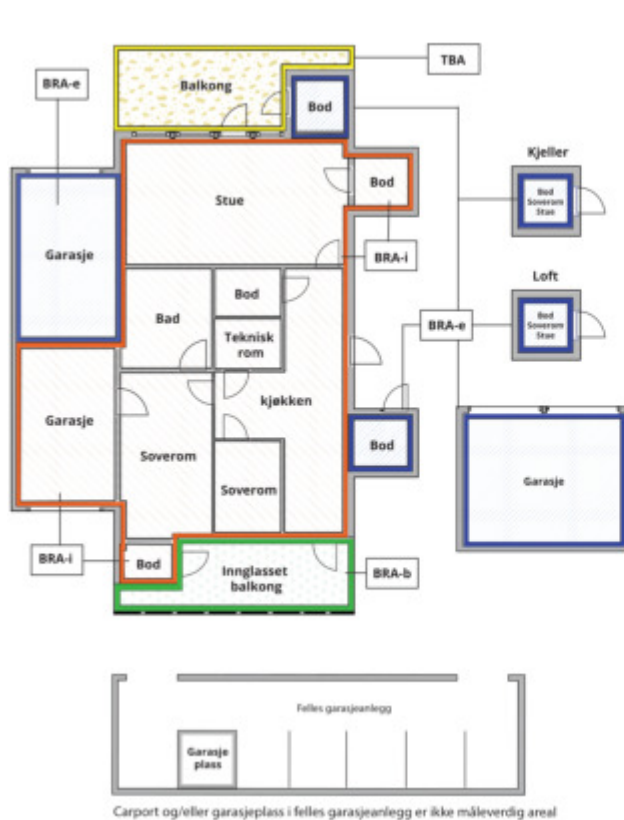 TBA
BRA-e
Balkong
Bod
Kjeller
Bod
Soverom
Stue
Bod
Stue
BRA-i
Garasje
Loft
Bod
Soverom
Stue
Bod
Bad
BRA-e
Teknisk
rom
kjøkken
Garasje
Bod
Soverom
Garasje
Soverom
BRA-i
Bod
Innglasset
balkong
BRA-b
Felles garasjeanlegg
Garasje
plass
Carport og/eller garasjeplass i felles garasjeanlegg er ikke måleverdig areal